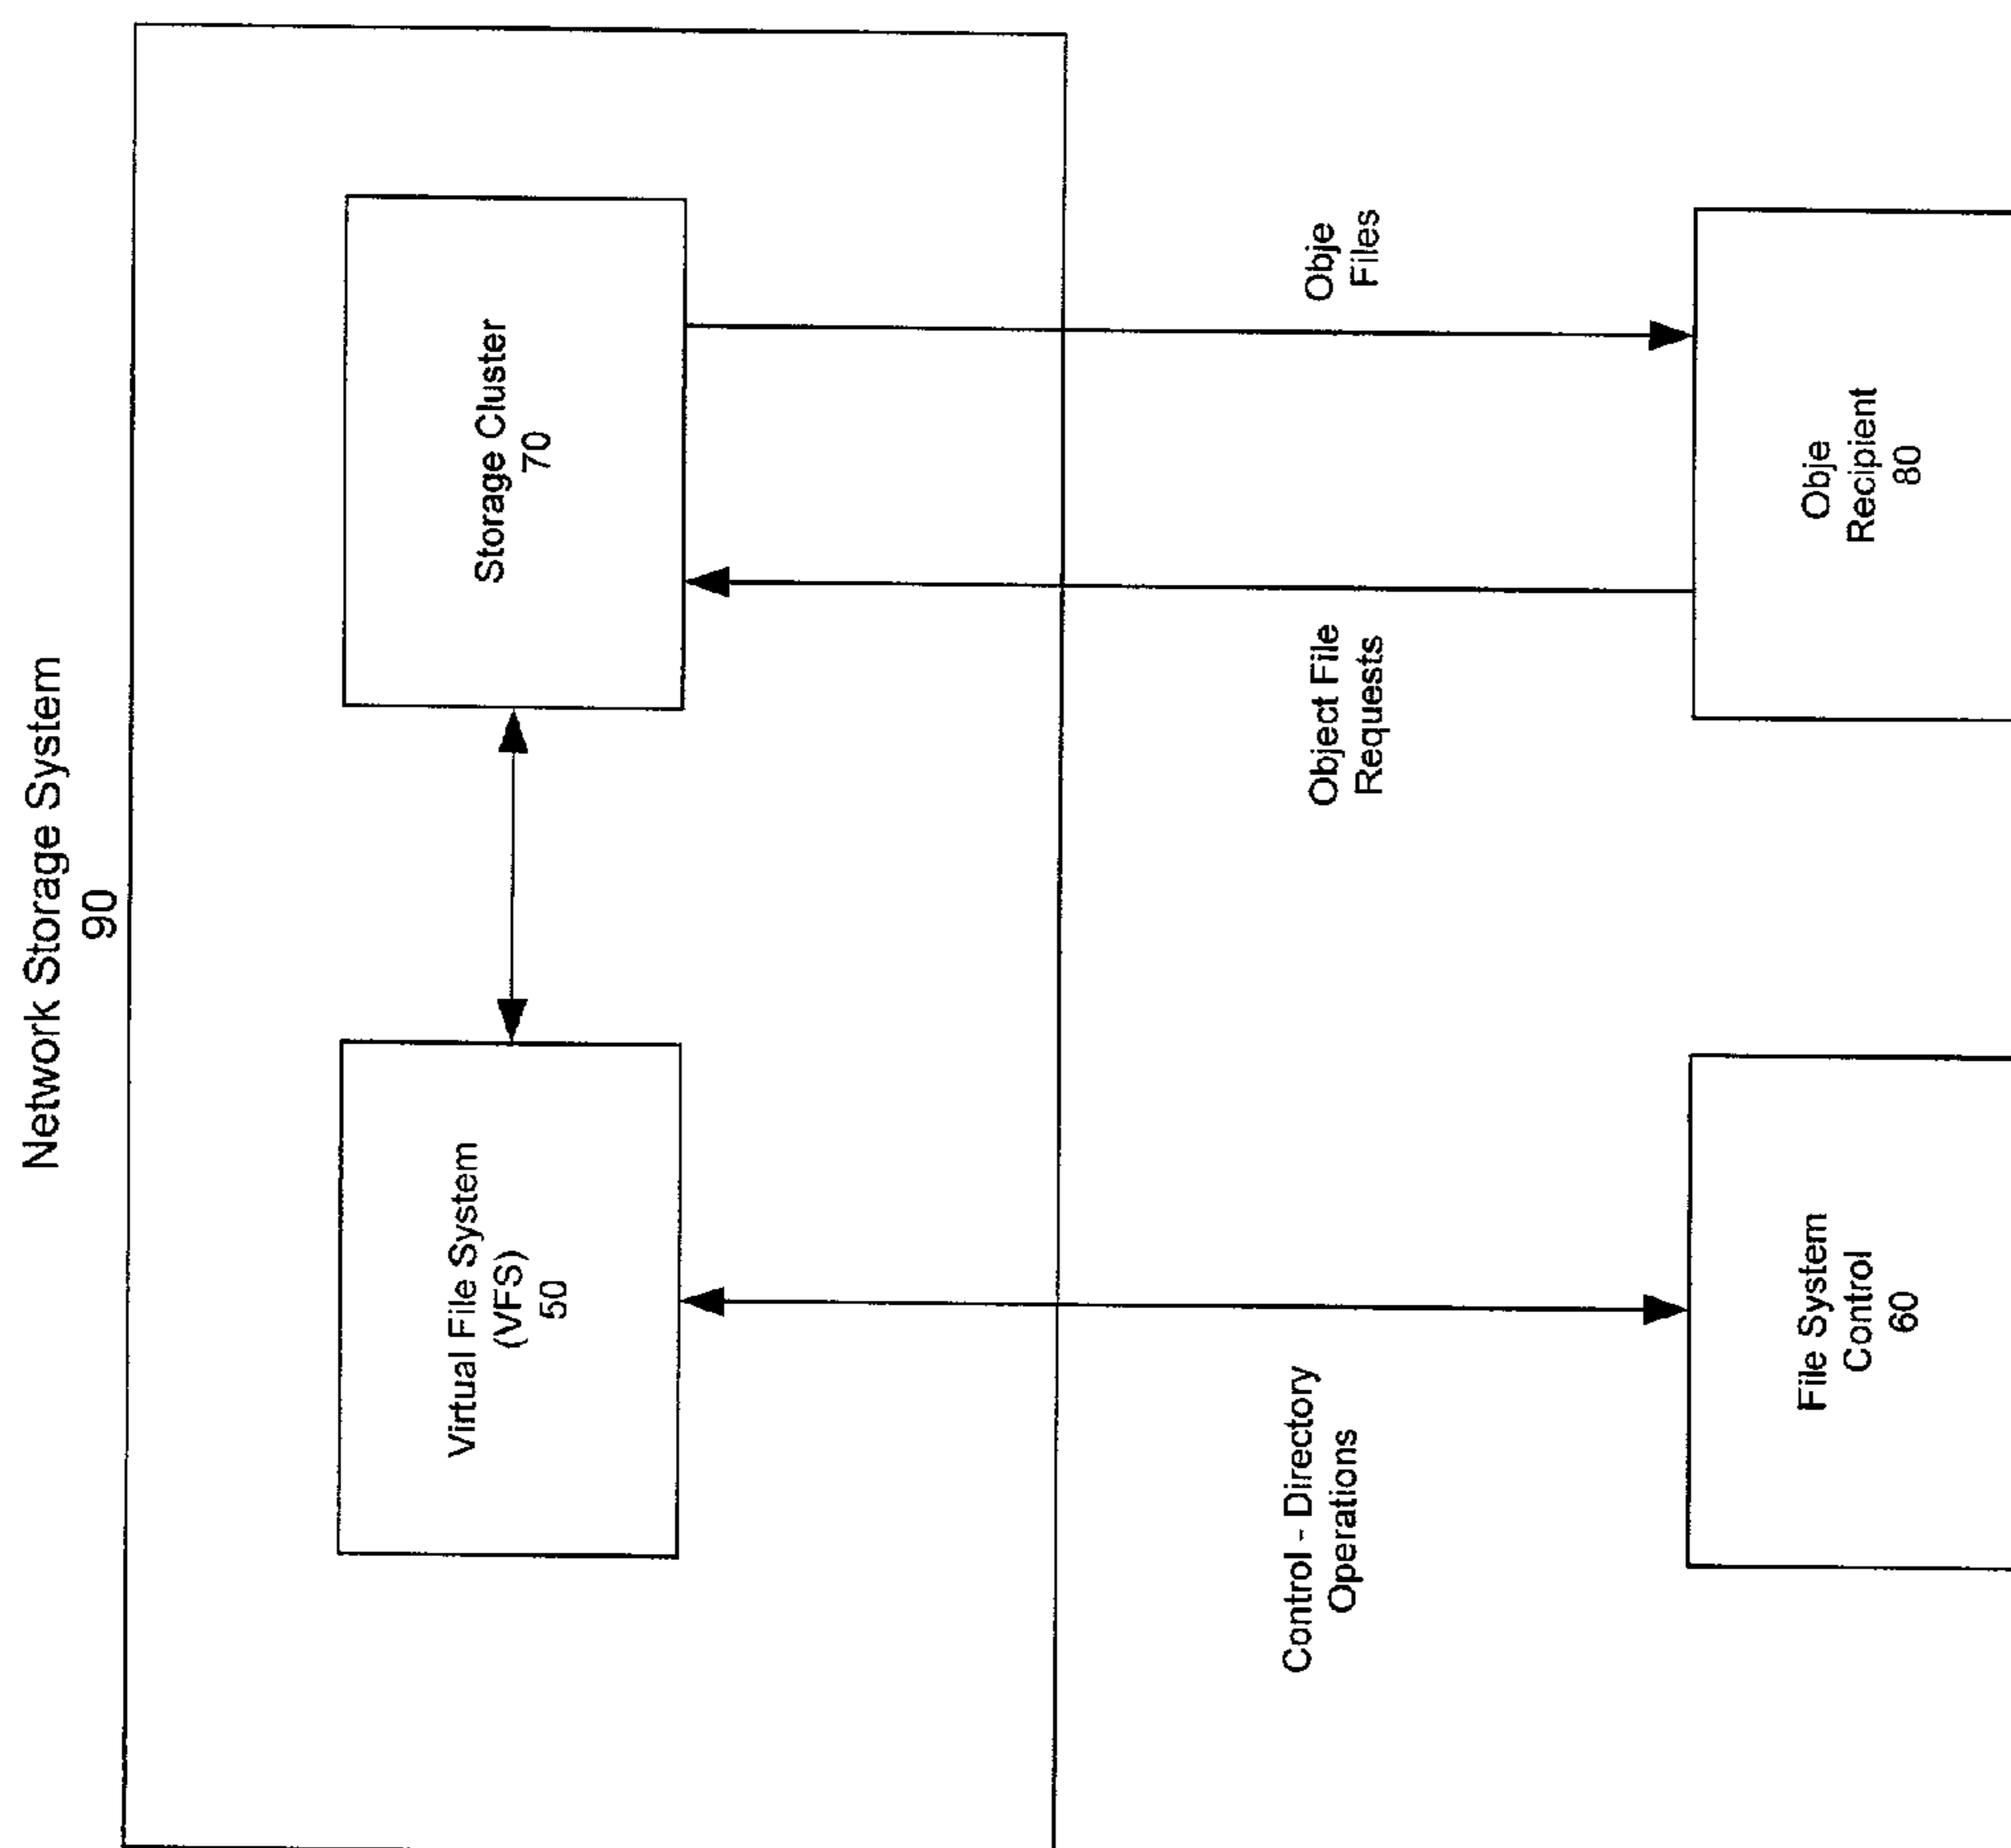 Network Storage System
90
Virtual File System
(VFS)
50
Storage Cluster
70
Control - Directory
Operations
Object File
Requests
Obje
Files
File System
Control
60
Obje
Recipient
80